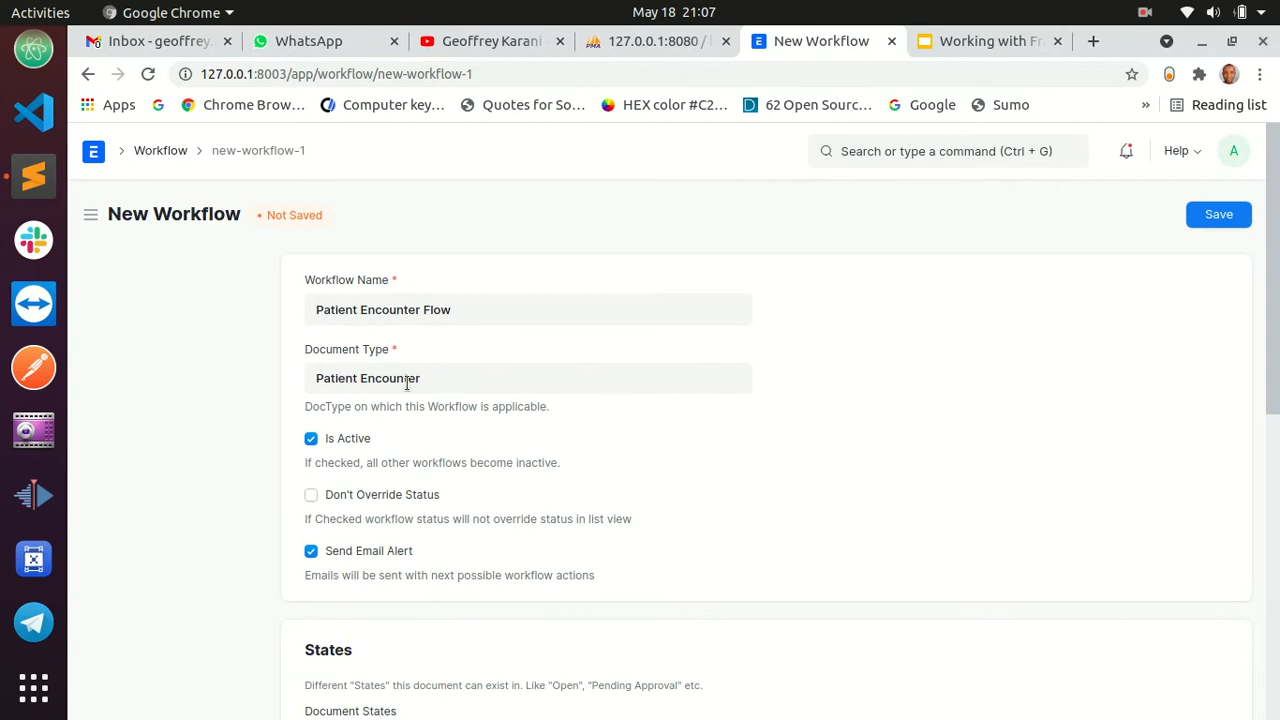 Activities
Google Chrome
May 18 21:07
Inbox - geoffrey.
WhatsApp
Geoffrey Karani
PMA
127.0.0.1:8080 /
New Workflow
Working with Fr
127.0.0.1:8003/app/workflow/new-workflow-1
Apps
Chrome Brow...
Computer key...
Quotes for So...
HEX color #C2...
62 Open Sourc...
Google
Sumo
»
Reading list
E
Workflow
new-workflow-1
Search or type a command (Ctrl + G)
Help
A
New Workflow
• Not Saved
Save
Workflow Name *
Patient Encounter Flow
Document Type *
Patient Encounter
DocType on which this Workflow is applicable.
Is Active
If checked, all other workflows become inactive.
Don't Override Status
If Checked workflow status will not override status in list view
Send Email Alert
Emails will be sent with next possible workflow actions
States
Different "States" this document can exist in. Like "Open", "Pending Approval" etc.
Document States